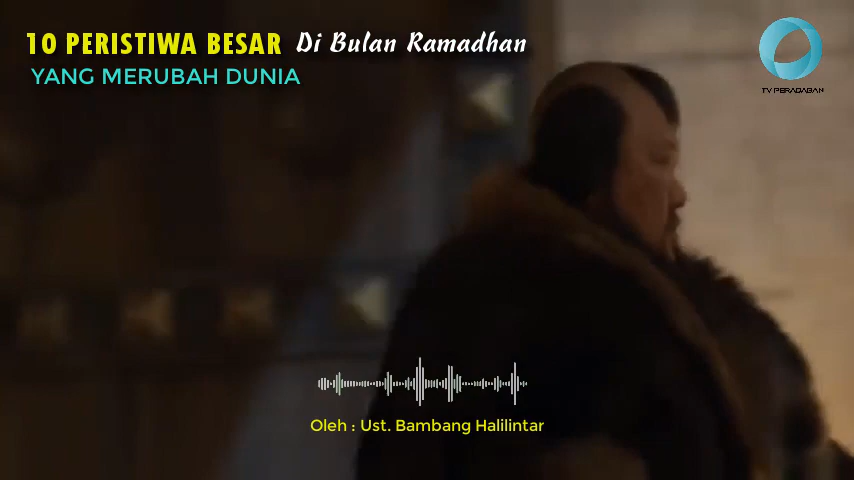 10 PERISTIWA BESAR Di Bulan Ramadhan
YANG MERUBAH DUNIA
TV PERADABAN
Oleh : Ust. Bambang Halilintar